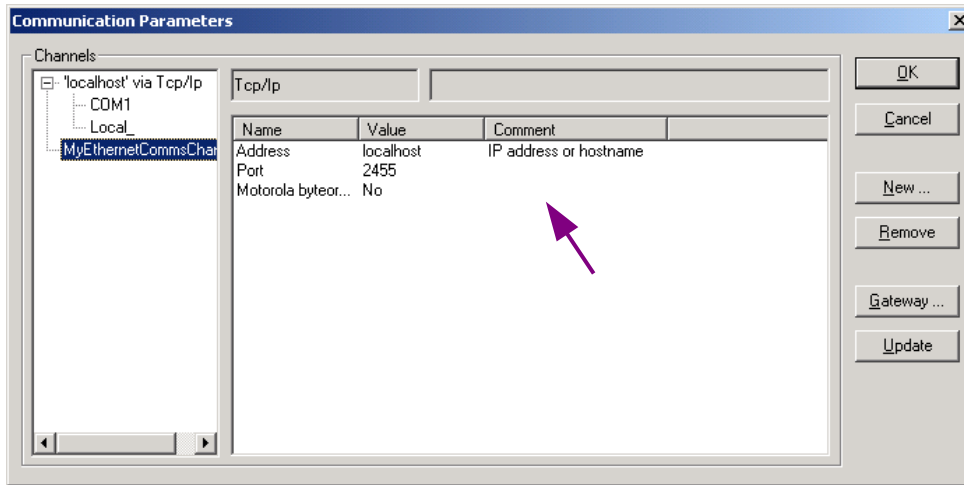 Communication Parameters
Channels
'localhost' via Tcp/Ip
COM1
Local_
MyEthernetCommsChar
Tcp/Ip
Name Value Comment
Address localhost IP address or hostname
Port 2455
Motorola byteor... No
OK
Cancel
New ...
Remove
Gateway ...
Update